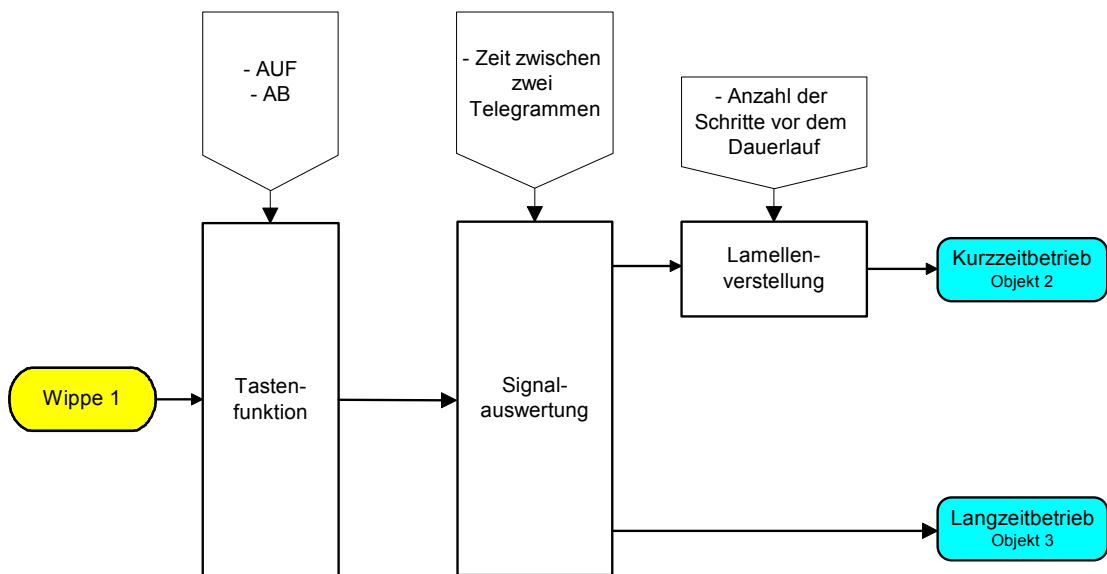 - AUF
- AB
- Zeit zwischen
zwei
Telegrammen
- Anzahl der
Schritte vor dem
Dauerlauf
Wippe 1
Tasten-
funktion
Signal-
auswertung
Lamellen-
verstellung
Kurzzeitbetrieb
Objekt 2
Langzeitbetrieb
Objekt 3